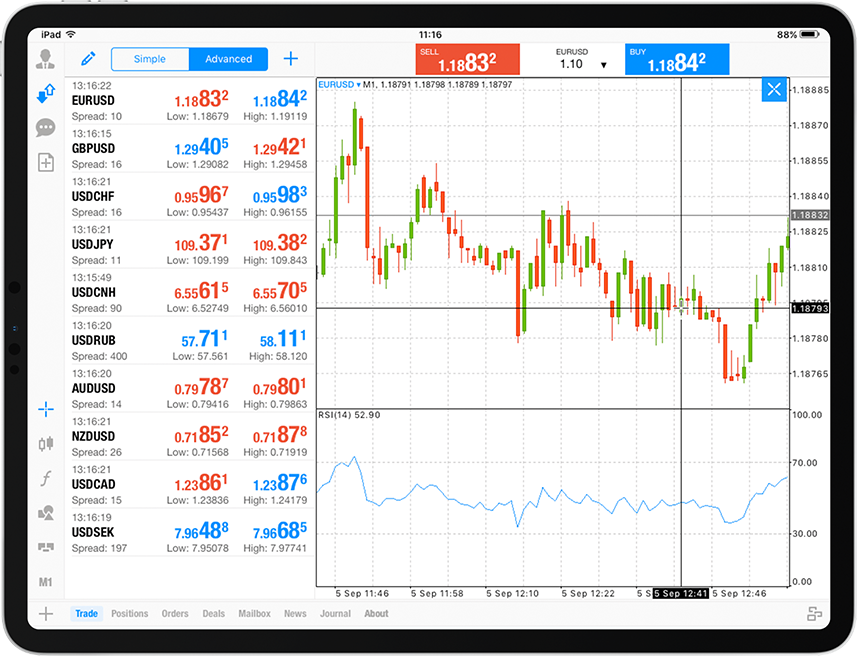 iPad 11:16 88%
Simple Advanced
SELL 1.18832 EURUSD 1.10 ▼ BUY 1.18842
13:16:22
EURUSD 1.18832 1.18842
Spread: 10 Low: 1.18679 High: 1.19119
13:16:15
GBPUSD 1.29405 1.29421
Spread: 16 Low: 1.29082 High: 1.29458
13:16:21
USDCHF 0.95967 0.95983
Spread: 16 Low: 0.95437 High: 0.96155
13:16:21
USDJPY 109.371 109.382
Spread: 11 Low: 109.199 High: 109.843
13:15:49
USDCNH 6.55615 6.55705
Spread: 90 Low: 6.52749 High: 6.56010
13:16:20
USDRUB 57.711 58.111
Spread: 400 Low: 57.561 High: 58.120
13:16:20
AUDUSD 0.79787 0.79801
Spread: 14 Low: 0.79416 High: 0.79863
13:16:21
NZDUSD 0.71852 0.71878
Spread: 26 Low: 0.71568 High: 0.71919
13:16:21
USDCAD 1.23861 1.23876
Spread: 15 Low: 1.23836 High: 1.24179
13:16:19
USDSEK 7.96488 7.96685
Spread: 197 Low: 7.95078 High: 7.97741
M1
EURUSD ▾ M1, 1.18791 1.18798 1.18789 1.18797
1.18885
1.18870
1.18855
1.18840
1.18832
1.18825
1.18810
1.18793
1.18780
1.18765
RSI(14) 52.90
100.00
70.00
30.00
0.00
5 Sep 11:46 5 Sep 11:58 5 Sep 12:10 5 Sep 12:22 5 S 5 Sep 12:41 5 Sep 12:46
Trade Positions Orders Deals Mailbox News Journal About